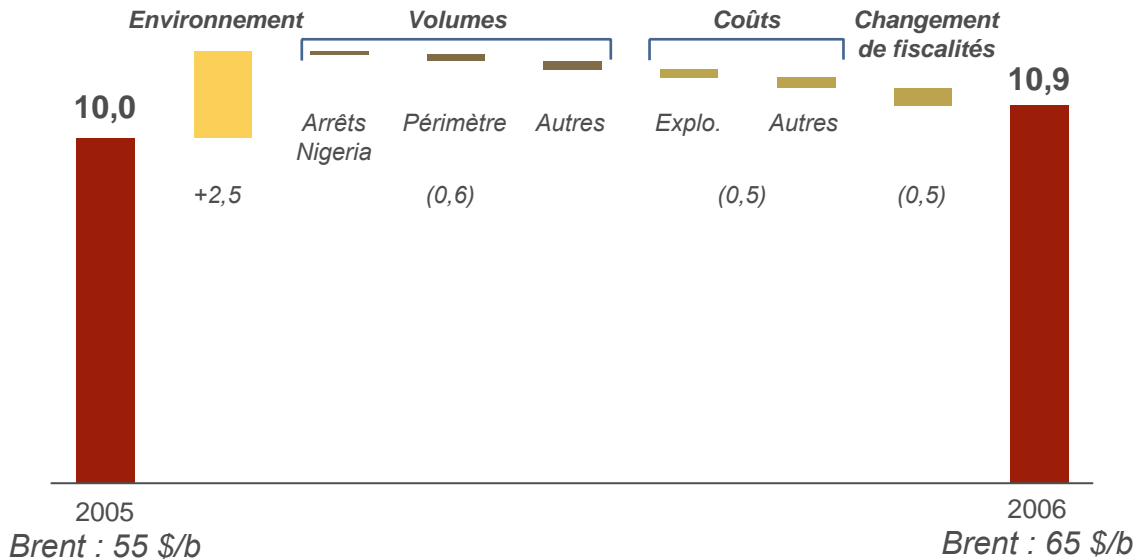 Environnement
Volumes
Coûts
Changement
de fiscalités
10,0
10,9
Arrêts
Nigeria
Périmètre
Autres
Explo.
Autres
+2,5
(0,6)
(0,5)
(0,5)
2005
2006
Brent : 55 $/b
Brent : 65 $/b